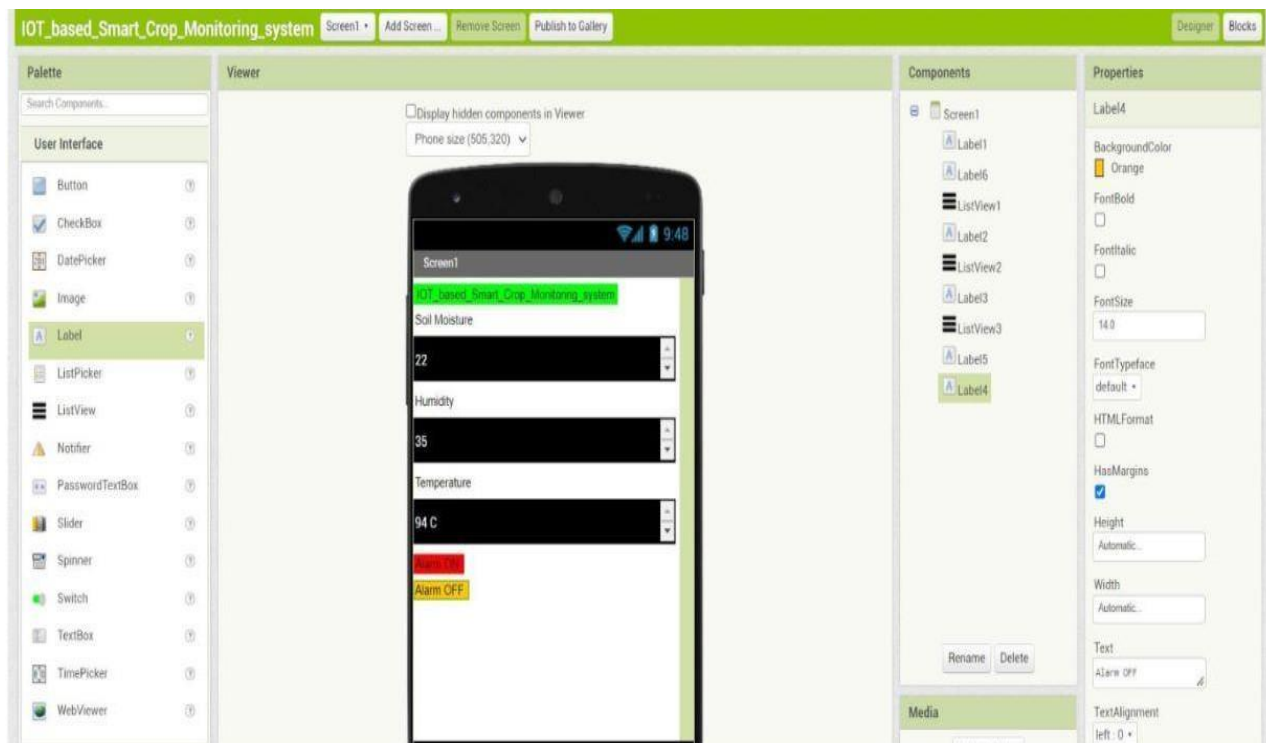 IOT_based_Smart_Crop_Monitoring_system Screen1 Add Screen ... Remove Screen Publish to Gallery Designer Blocks
Palette
Search Components...
User Interface
Button
CheckBox
DatePicker
Image
Label
ListPicker
ListView
Notifier
PasswordTextBox
Slider
Spinner
Switch
TextBox
TimePicker
WebViewer
Viewer
Display hidden components in Viewer
Phone size (505,320)
9:48
Screen1
IOT_based_Smart_Crop_Monitoring_system
Soil Moisture
22
Humidity
35
Temperature
94 C
Alarm ON
Alarm OFF
Components
Screen1
Label1
Label6
ListView1
Label2
ListView2
Label3
ListView3
Label5
Label4
Rename Delete
Media
Properties
Label4
BackgroundColor
Orange
FontBold
FontItalic
FontSize
14.0
FontTypeface
default
HTMLFormat
HasMargins
Height
Automatic...
Width
Automatic...
Text
Alarm OFF
TextAlignment
left : 0